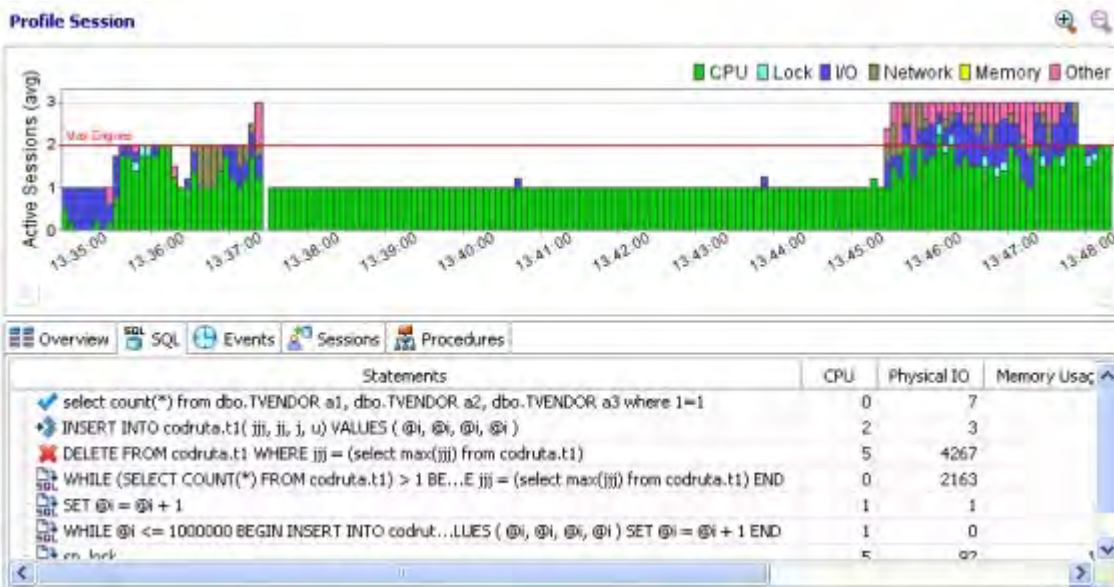 Profile Session
CPU Lock I/O Network Memory Other
Active Sessions (avg)
3
2
1
0
Max Engines
13:35:00 13:36:00 13:37:00 13:38:00 13:39:00 13:40:00 13:41:00 13:42:00 13:43:00 13:44:00 13:45:00 13:46:00 13:47:00 13:48:00
Overview SQL Events Sessions Procedures
Statements CPU Physical IO Memory Usag
select count(*) from dbo.TVENDOR a1, dbo.TVENDOR a2, dbo.TVENDOR a3 where 1=1 0 7
INSERT INTO codruta.t1( jjj, jj, j, u) VALUES ( @i, @i, @i, @i ) 2 3
DELETE FROM codruta.t1 WHERE jjj = (select max(jjj) from codruta.t1) 5 4267
WHILE (SELECT COUNT(*) FROM codruta.t1) > 1 BE...E jjj = (select max(jjj) from codruta.t1) END 0 2163
SET @i = @i + 1 1 1
WHILE @i <= 1000000 BEGIN INSERT INTO codrut...LUES ( @i, @i, @i, @i ) SET @i = @i + 1 END 1 0
sp_lock 5 92